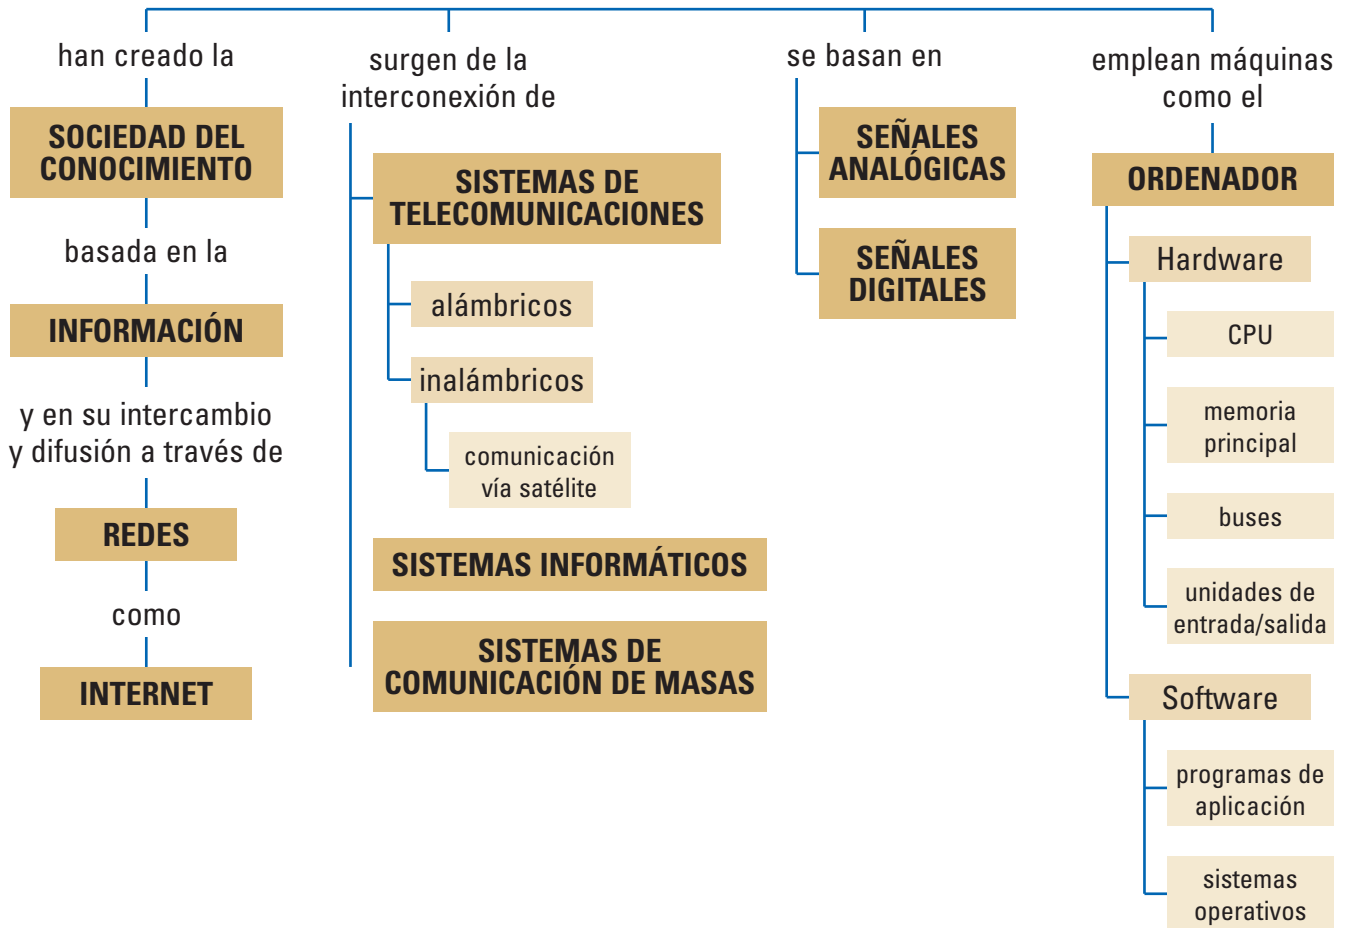 han creado la
SOCIEDAD DEL
CONOCIMIENTO
basada en la
INFORMACIÓN
y en su intercambio
y difusión a través de
REDES
como
INTERNET
surgen de la
interconexión de
SISTEMAS DE
TELECOMUNICACIONES
alámbricos
inalámbricos
comunicación
vía satélite
SISTEMAS INFORMÁTICOS
SISTEMAS DE
COMUNICACIÓN DE MASAS
se basan en
SEÑALES
ANALÓGICAS
SEÑALES
DIGITALES
emplean máquinas
como el
ORDENADOR
Hardware
CPU
memoria
principal
buses
unidades de
entrada/salida
Software
programas de
aplicación
sistemas
operativos